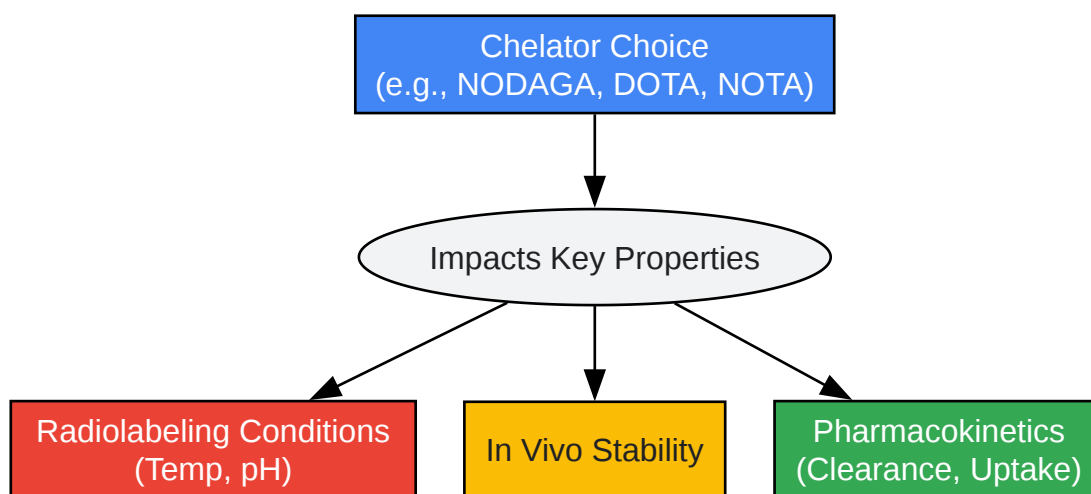 Chelator Choice
(e.g., NODAGA, DOTA, NOTA)
Impacts Key Properties
Radiolabeling Conditions
(Temp, pH)
In Vivo Stability
Pharmacokinetics
(Clearance, Uptake)